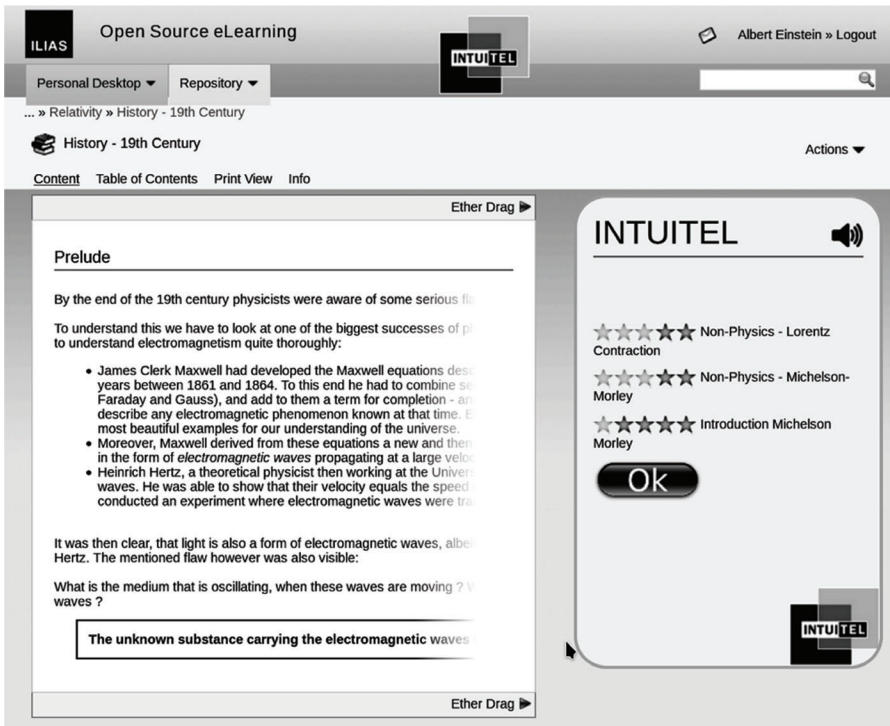 ILIAS
Open Source eLearning
INTUITEL
Albert Einstein » Logout
Personal Desktop
Repository
... » Relativity » History - 19th Century
History - 19th Century
Actions
Content Table of Contents Print View Info
Ether Drag
Prelude
By the end of the 19th century physicists were aware of some serious
To understand this we have to look at one of the biggest successes of
to understand electromagnetism quite thoroughly:
• James Clerk Maxwell had developed the Maxwell equations
years between 1861 and 1864. To this end he had to combine
Faraday and Gauss), and add to them a term for completion -
describe any electromagnetic phenomenon known at that time.
most beautiful examples for our understanding of the universe.
• Moreover, Maxwell derived from these equations a new and
in the form of electromagnetic waves propagating at a large
• Heinrich Hertz, a theoretical physicist then working at the
waves. He was able to show that their velocity equals the speed
conducted an experiment where electromagnetic waves were
It was then clear, that light is also a form of electromagnetic waves,
Hertz. The mentioned flaw however was also visible:
What is the medium that is oscillating, when these waves are moving ?
waves ?
The unknown substance carrying the electromagnetic waves
Ether Drag
INTUITEL
Non-Physics - Lorentz
Contraction
Non-Physics - Michelson-
Morley
Introduction Michelson
Morley
Ok
INTUITEL